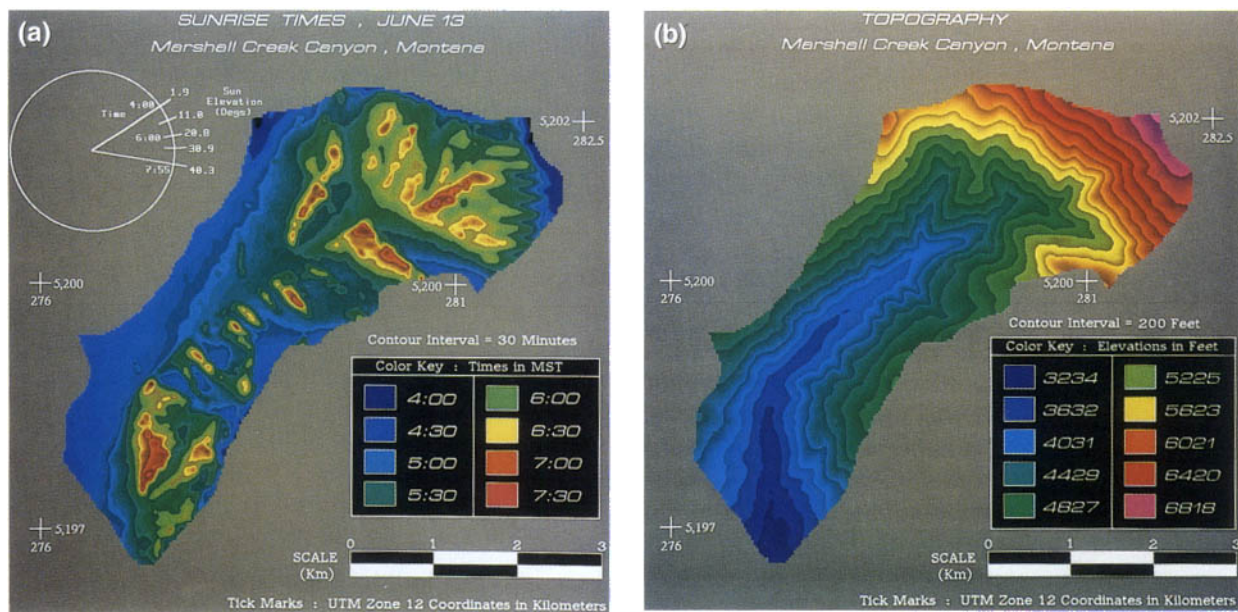 (a)
SUNRISE TIMES , JUNE 13
Marshall Creek Canyon , Montana
1.9
Sun
Elevation
(Degs)
4:00
Time
11.0
6:00
20.8
30.9
7:55
40.3
5,202
282.5
5,200
276
5,200
281
Contour Interval = 30 Minutes
Color Key : Times in MST
4:00 6:00
4:30 6:30
5:00 7:00
5:30 7:30
5,197
276
0 1 2 3
SCALE
(Km)
Tick Marks : UTM Zone 12 Coordinates in Kilometers
(b)
TOPOGRAPHY
Marshall Creek Canyon , Montana
5,202
282.5
5,200
276
5,200
281
Contour Interval = 200 Feet
Color Key : Elevations in Feet
3234 5225
3632 5623
4031 6021
4429 6420
4827 6818
5,197
276
0 1 2 3
SCALE
(Km)
Tick Marks : UTM Zone 12 Coordinates in Kilometers